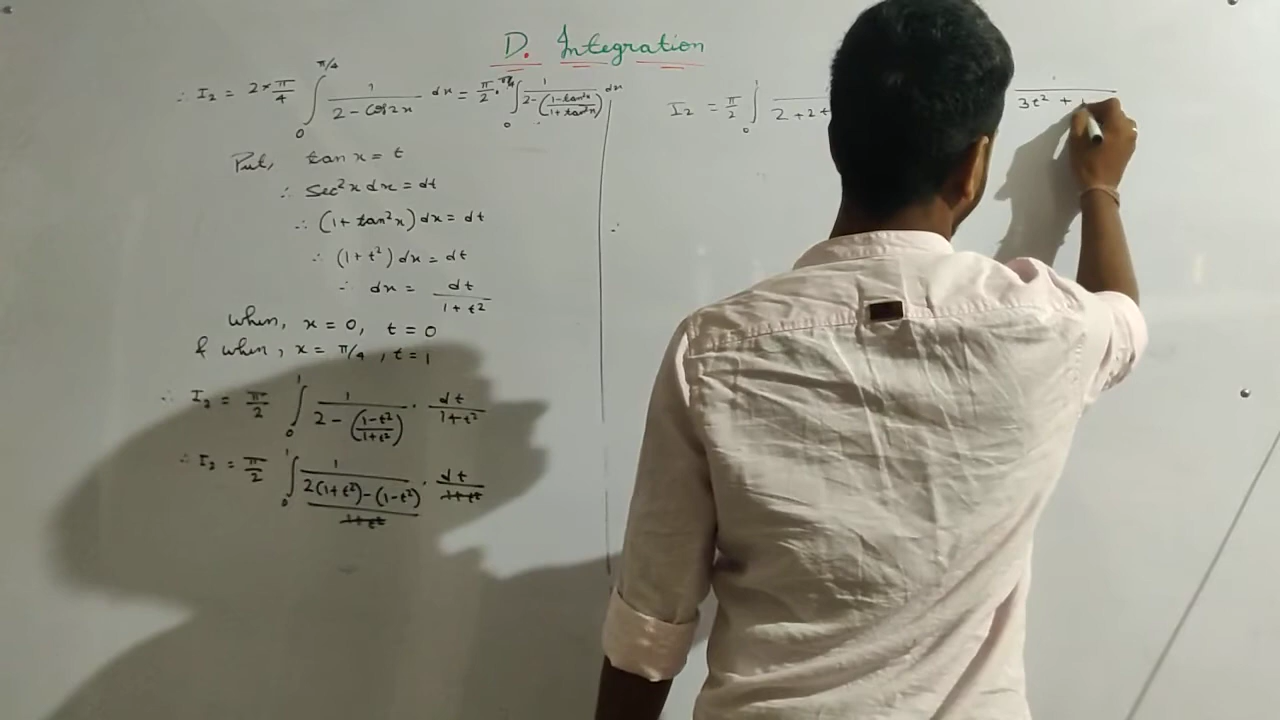 D. Integration
∴ I₂ = 2×π/4 ∫₀^(π/4) 1/(2 - cos2x) dx = π/2 · ∫₀^(π/4) 1/(2 - ((1-tan²x)/(1+tan²x))) dx
Put, tan x = t
∴ sec²x dx = dt
∴ (1 + tan²x) dx = dt
∴ (1 + t²) dx = dt
∴ dx = dt/(1 + t²)
When, x = 0, t = 0
& when, x = π/4, t = 1
∴ I₂ = π/2 ∫₀¹ 1/(2 - ((1-t²)/(1+t²))) · dt/(1+t²)
∴ I₂ = π/2 ∫₀¹ 1/((2(1+t²) - (1-t²))/(1+t²)) · dt/(1+t²)
I₂ = π/2 ∫₀¹ 2 + 2
3t² +
∴